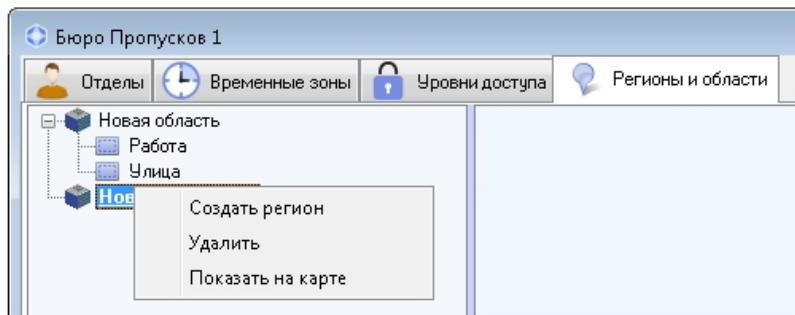 Бюро Пропусков 1
Отделы Временные зоны Уровни доступа Регионы и области
Новая область
Работа
Улица
Создать регион
Удалить
Показать на карте